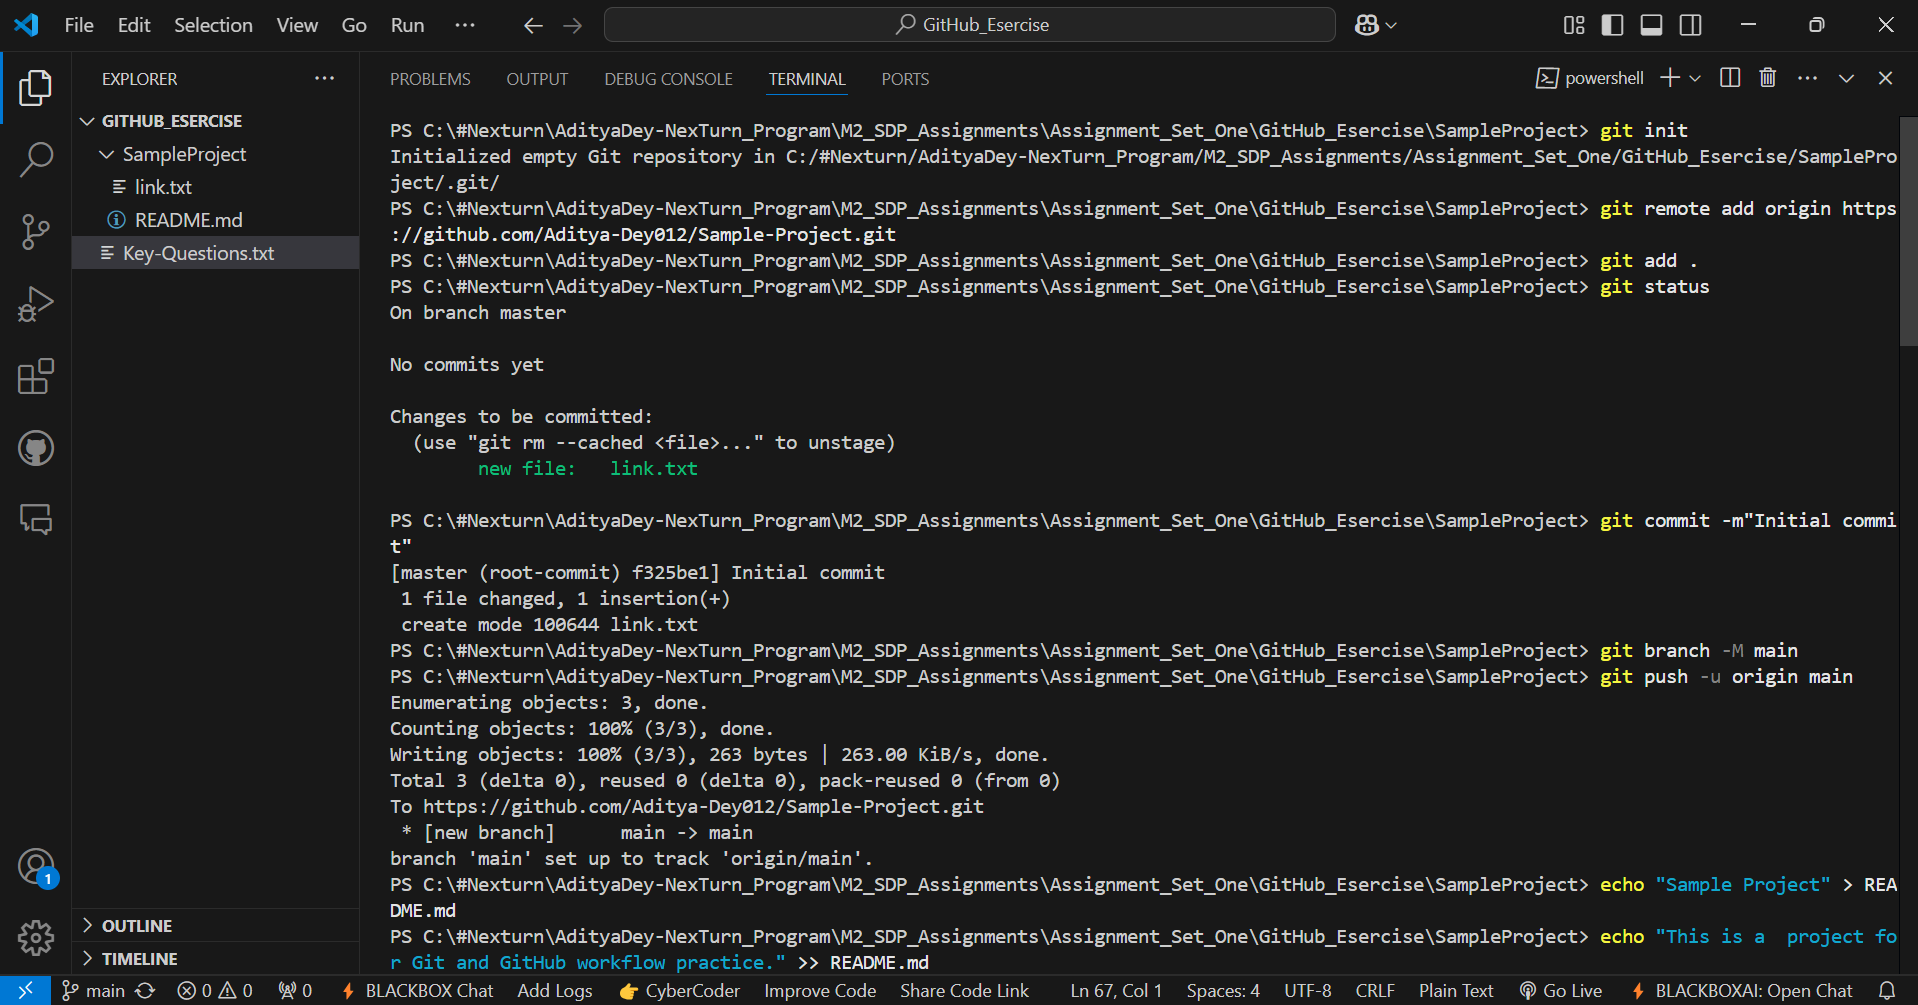 File Edit Selection View Go Run ... GitHub_Esercise
EXPLORER ...
GITHUB_ESERCISE
SampleProject
link.txt
README.md
Key-Questions.txt
OUTLINE
TIMELINE
1
PROBLEMS OUTPUT DEBUG CONSOLE TERMINAL PORTS powershell
PS C:\#Nexturn\AdityaDey-NexTurn_Program\M2_SDP_Assignments\Assignment_Set_One\GitHub_Esercise\SampleProject> git init
Initialized empty Git repository in C:/#Nexturn/AdityaDey-NexTurn_Program/M2_SDP_Assignments/Assignment_Set_One/GitHub_Esercise/SamplePro
ject/.git/
PS C:\#Nexturn\AdityaDey-NexTurn_Program\M2_SDP_Assignments\Assignment_Set_One\GitHub_Esercise\SampleProject> git remote add origin https
://github.com/Aditya-Dey012/Sample-Project.git
PS C:\#Nexturn\AdityaDey-NexTurn_Program\M2_SDP_Assignments\Assignment_Set_One\GitHub_Esercise\SampleProject> git add .
PS C:\#Nexturn\AdityaDey-NexTurn_Program\M2_SDP_Assignments\Assignment_Set_One\GitHub_Esercise\SampleProject> git status
On branch master
No commits yet
Changes to be committed:
(use "git rm --cached <file>..." to unstage)
new file: link.txt
PS C:\#Nexturn\AdityaDey-NexTurn_Program\M2_SDP_Assignments\Assignment_Set_One\GitHub_Esercise\SampleProject> git commit -m"Initial commi
t"
[master (root-commit) f325be1] Initial commit
1 file changed, 1 insertion(+)
create mode 100644 link.txt
PS C:\#Nexturn\AdityaDey-NexTurn_Program\M2_SDP_Assignments\Assignment_Set_One\GitHub_Esercise\SampleProject> git branch -M main
PS C:\#Nexturn\AdityaDey-NexTurn_Program\M2_SDP_Assignments\Assignment_Set_One\GitHub_Esercise\SampleProject> git push -u origin main
Enumerating objects: 3, done.
Counting objects: 100% (3/3), done.
Writing objects: 100% (3/3), 263 bytes | 263.00 KiB/s, done.
Total 3 (delta 0), reused 0 (delta 0), pack-reused 0 (from 0)
To https://github.com/Aditya-Dey012/Sample-Project.git
* [new branch] main -> main
branch 'main' set up to track 'origin/main'.
PS C:\#Nexturn\AdityaDey-NexTurn_Program\M2_SDP_Assignments\Assignment_Set_One\GitHub_Esercise\SampleProject> echo "Sample Project" > REA
DME.md
PS C:\#Nexturn\AdityaDey-NexTurn_Program\M2_SDP_Assignments\Assignment_Set_One\GitHub_Esercise\SampleProject> echo "This is a  project fo
r Git and GitHub workflow practice." >> README.md
main 0 0 0 BLACKBOX Chat Add Logs CyberCoder Improve Code Share Code Link Ln 67, Col 1 Spaces: 4 UTF-8 CRLF Plain Text Go Live BLACKBOXAI: Open Chat